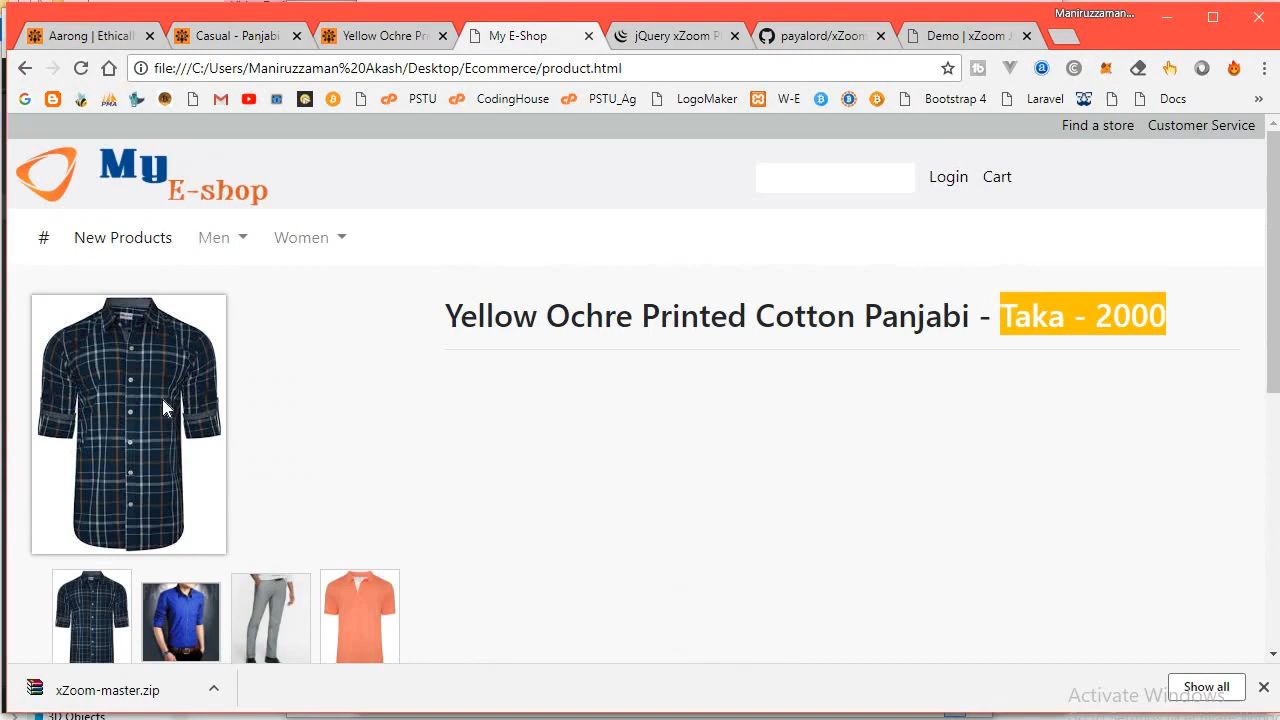 Maniruzzaman...
Aarong | Ethicall
Casual - Panjabi
Yellow Ochre Pri
My E-Shop
jQuery xZoom Pl
payalord/xZoom
Demo | xZoom J
file:///C:/Users/Maniruzzaman%20Akash/Desktop/Ecommerce/product.html
PSTU
CodingHouse
PSTU_Ag
LogoMaker
W-E
Bootstrap 4
Laravel
Docs
»
Find a store Customer Service
My
E-shop
Login Cart
# New Products Men Women
Yellow Ochre Printed Cotton Panjabi - Taka - 2000
xZoom-master.zip
Show all
Activate Windows
3D Objects